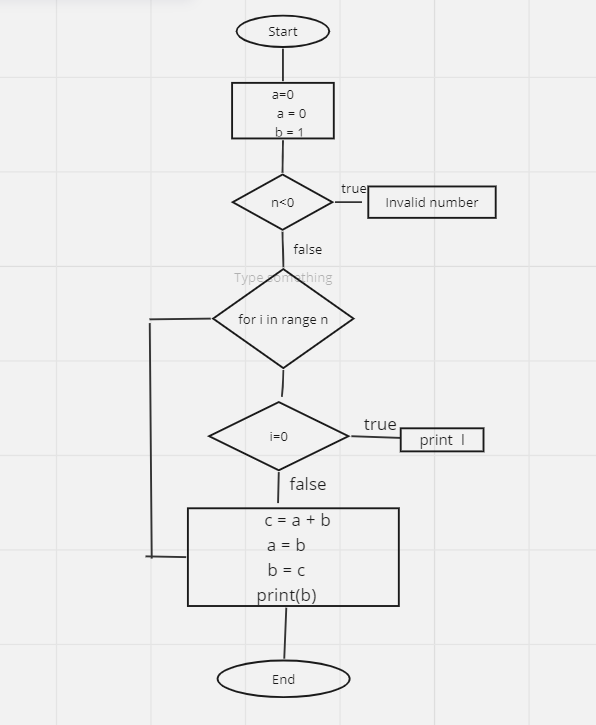 Start
a=0
a = 0
b = 1
n<0
true
Invalid number
false
Type something
for i in range n
i=0
true
print I
false
c = a + b
a = b
b = c
print(b)
End